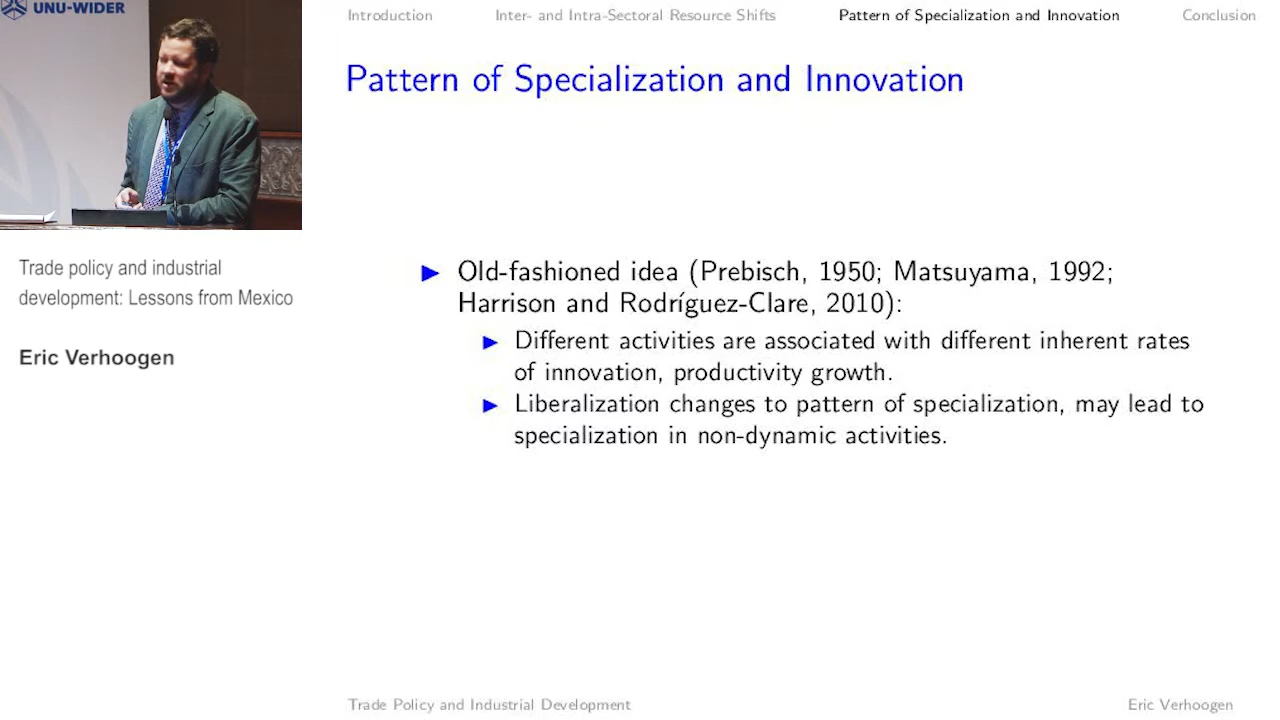 UNU-WIDER
Introduction
Inter- and Intra-Sectoral Resource Shifts
Pattern of Specialization and Innovation
Conclusion
Pattern of Specialization and Innovation
Trade policy and industrial
development: Lessons from Mexico
Eric Verhoogen
Old-fashioned idea (Prebisch, 1950; Matsuyama, 1992;
Harrison and Rodríguez-Clare, 2010):
Different activities are associated with different inherent rates
of innovation, productivity growth.
Liberalization changes to pattern of specialization, may lead to
specialization in non-dynamic activities.
Trade Policy and Industrial Development
Eric Verhoogen